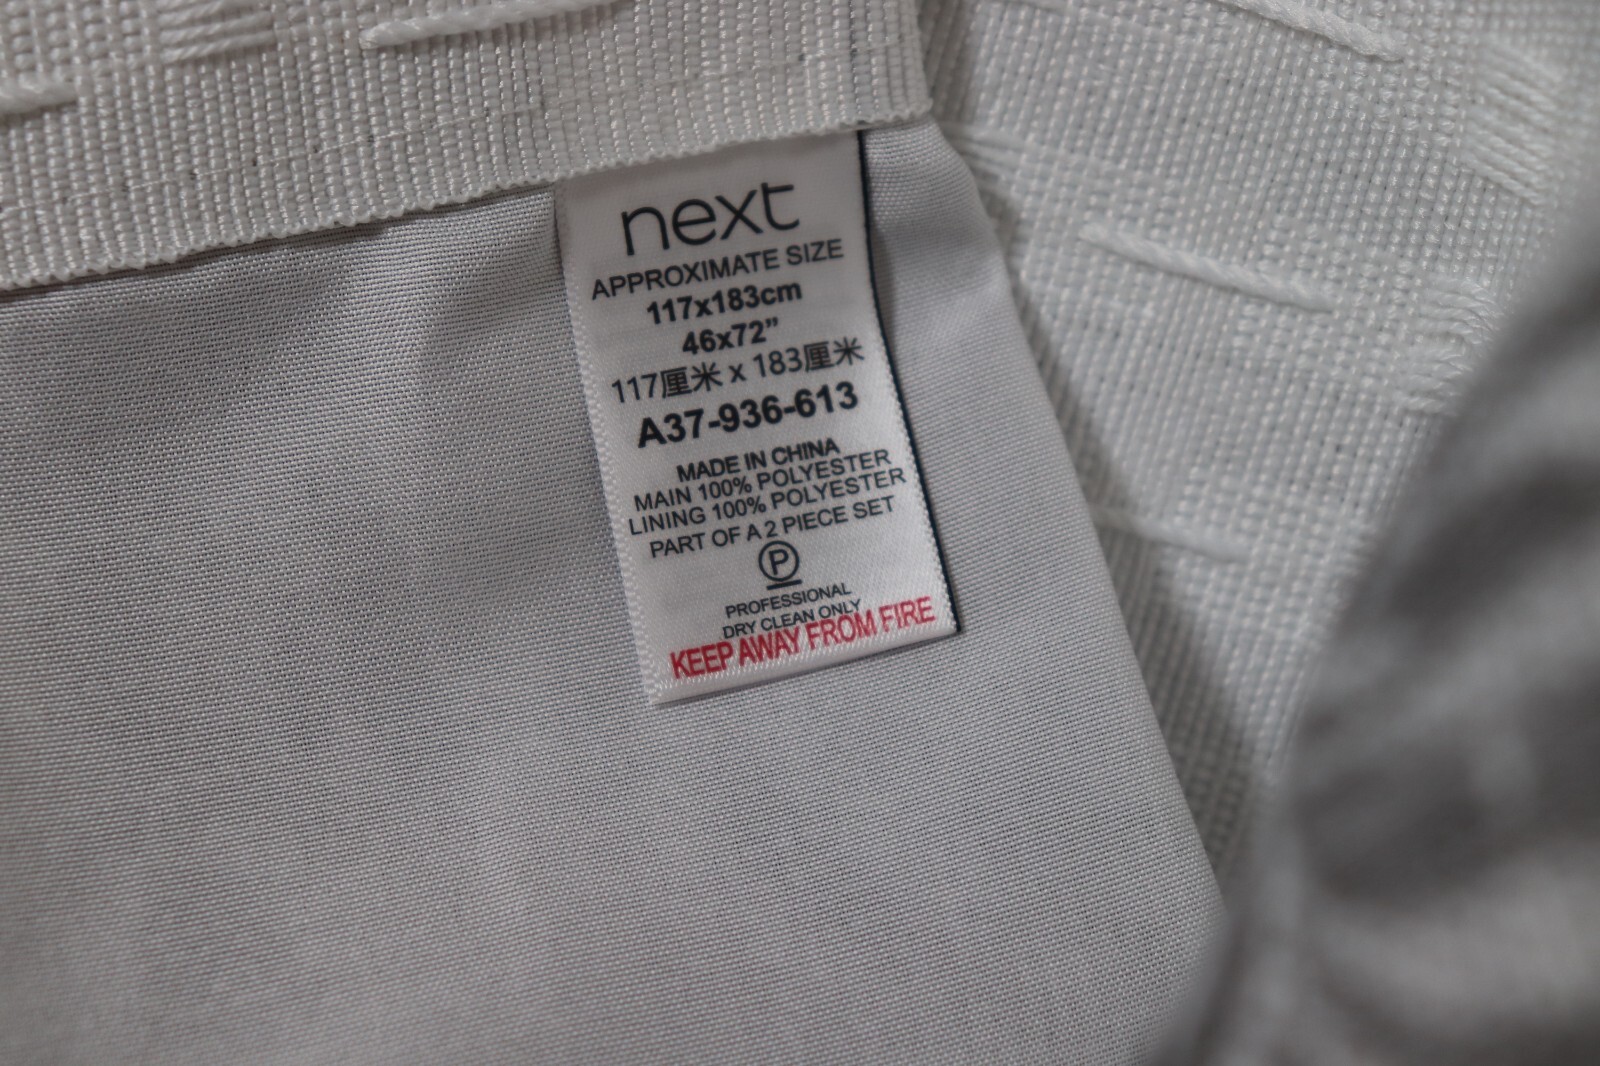 next
APPROXIMATE SIZE
117x183cm
46x72”
117厘米 x 183厘米
A37-936-613
MADE IN CHINA
MAIN 100% POLYESTER
LINING 100% POLYESTER
PART OF A 2 PIECE SET
P
PROFESSIONAL
DRY CLEAN ONLY
KEEP AWAY FROM FIRE